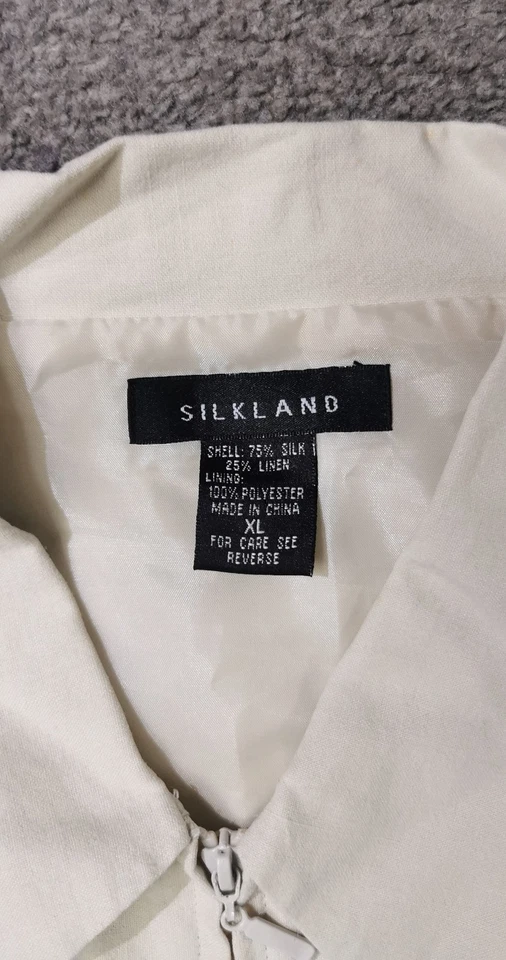 SILKLAND
SHELL: 75% SILK
25% LINEN
LINING:
100% POLYESTER
MADE IN CHINA
XL
FOR CARE SEE
REVERSE